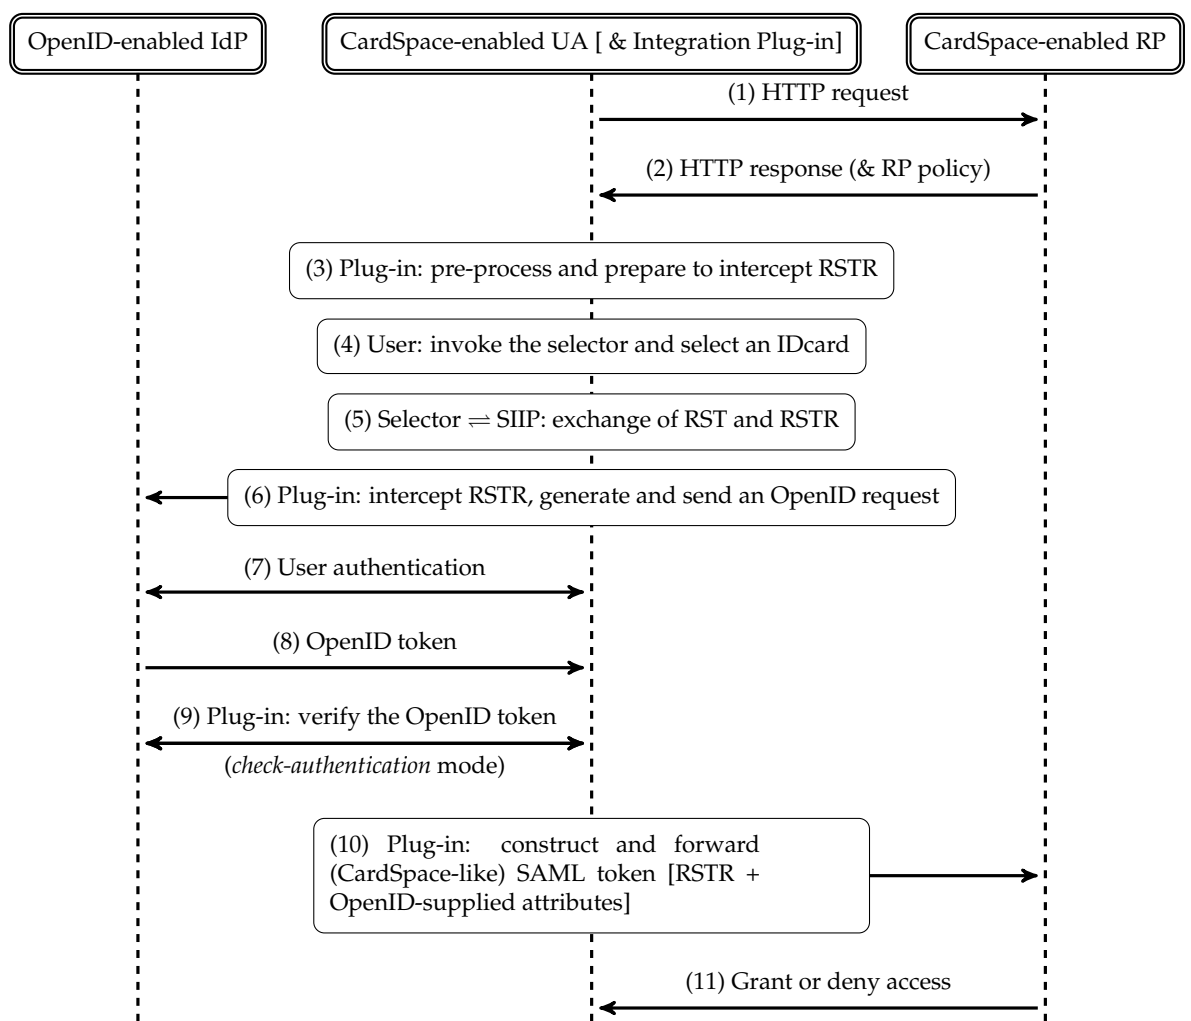 OpenID-enabled IdP
CardSpace-enabled UA [ & Integration Plug-in]
CardSpace-enabled RP
(1) HTTP request
(2) HTTP response (& RP policy)
(3) Plug-in: pre-process and prepare to intercept RSTR
(4) User: invoke the selector and select an IDcard
(5) Selector ⇌ SIIP: exchange of RST and RSTR
(6) Plug-in: intercept RSTR, generate and send an OpenID request
(7) User authentication
(8) OpenID token
(9) Plug-in: verify the OpenID token
(check-authentication mode)
(10) Plug-in: construct and forward
(CardSpace-like) SAML token [RSTR +
OpenID-supplied attributes]
(11) Grant or deny access